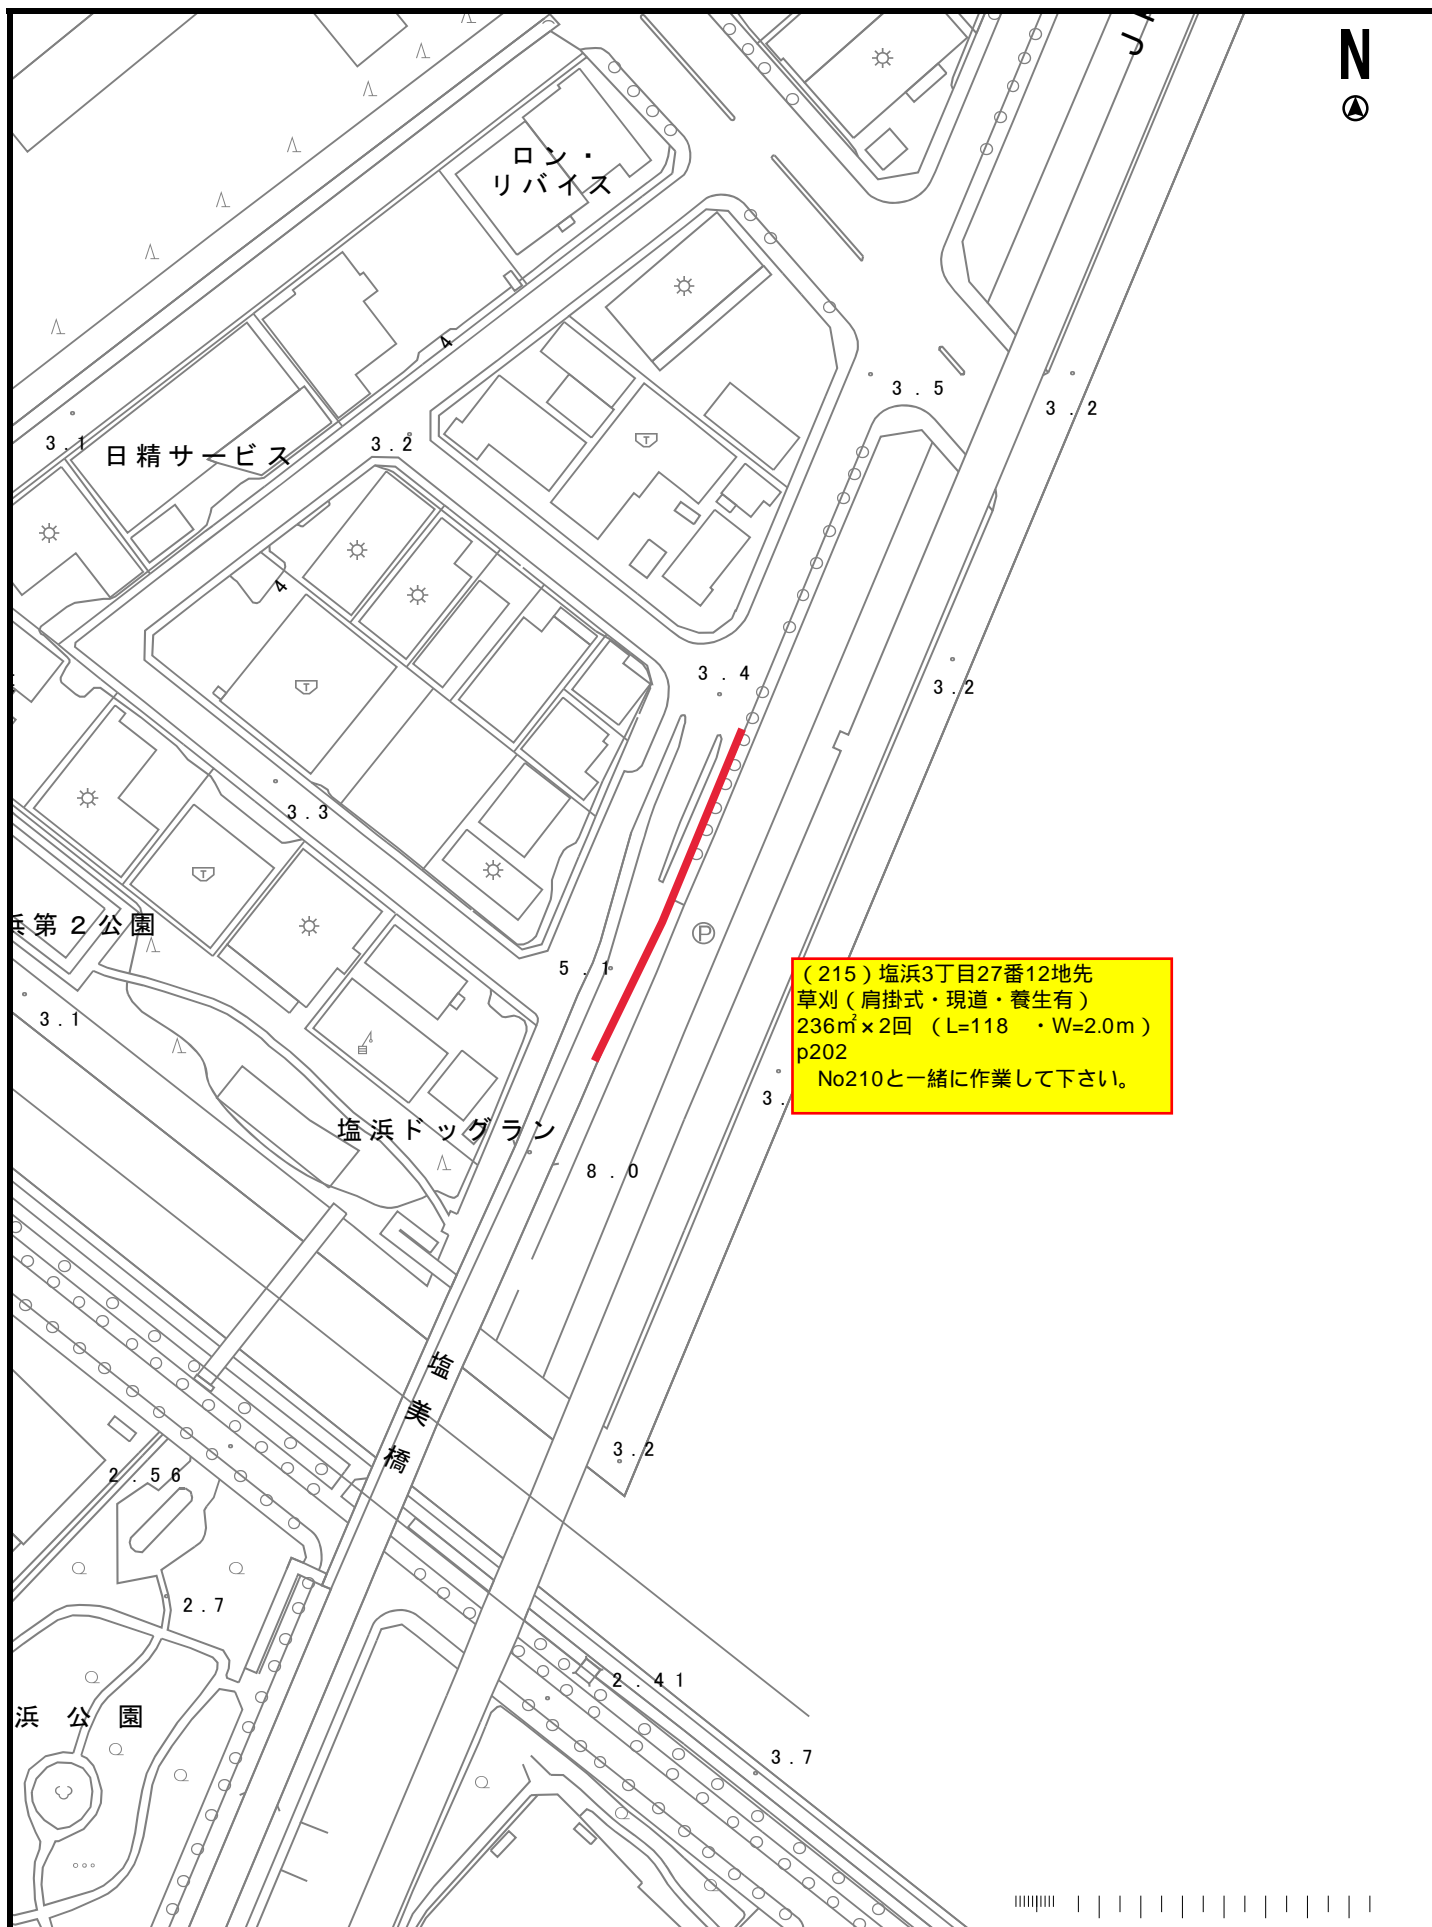 N
ロン・
リバイス
4
3.5
3.2
3.1
日精サービス
3.2
4
3.4
3.2
3.3
浜第2公園
5.1
3.1
P
(215)塩浜3丁目27番12地先
草刈(肩掛式・現道・養生有)
236㎡×2回 (L=118 ・W=2.0m)
p202
No210と一緒に作業して下さい。
3.
塩浜ドッグラン
8.0
塩美橋
3.2
2.56
2.7
2.41
浜公園
3.7